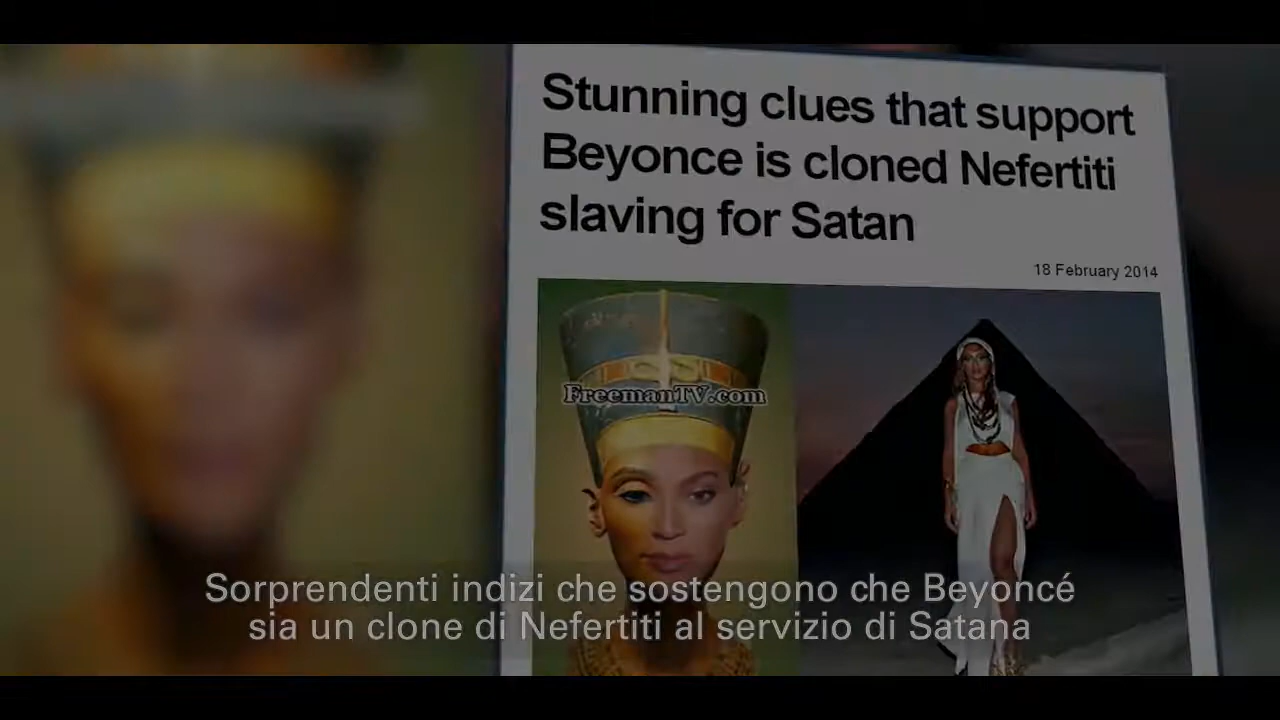 Stunning clues that support
Beyonce is cloned Nefertiti
slaving for Satan
18 February 2014
FreemanTV.com
Sorprendenti indizi che sostengono che Beyoncé
sia un clone di Nefertiti al servizio di Satana